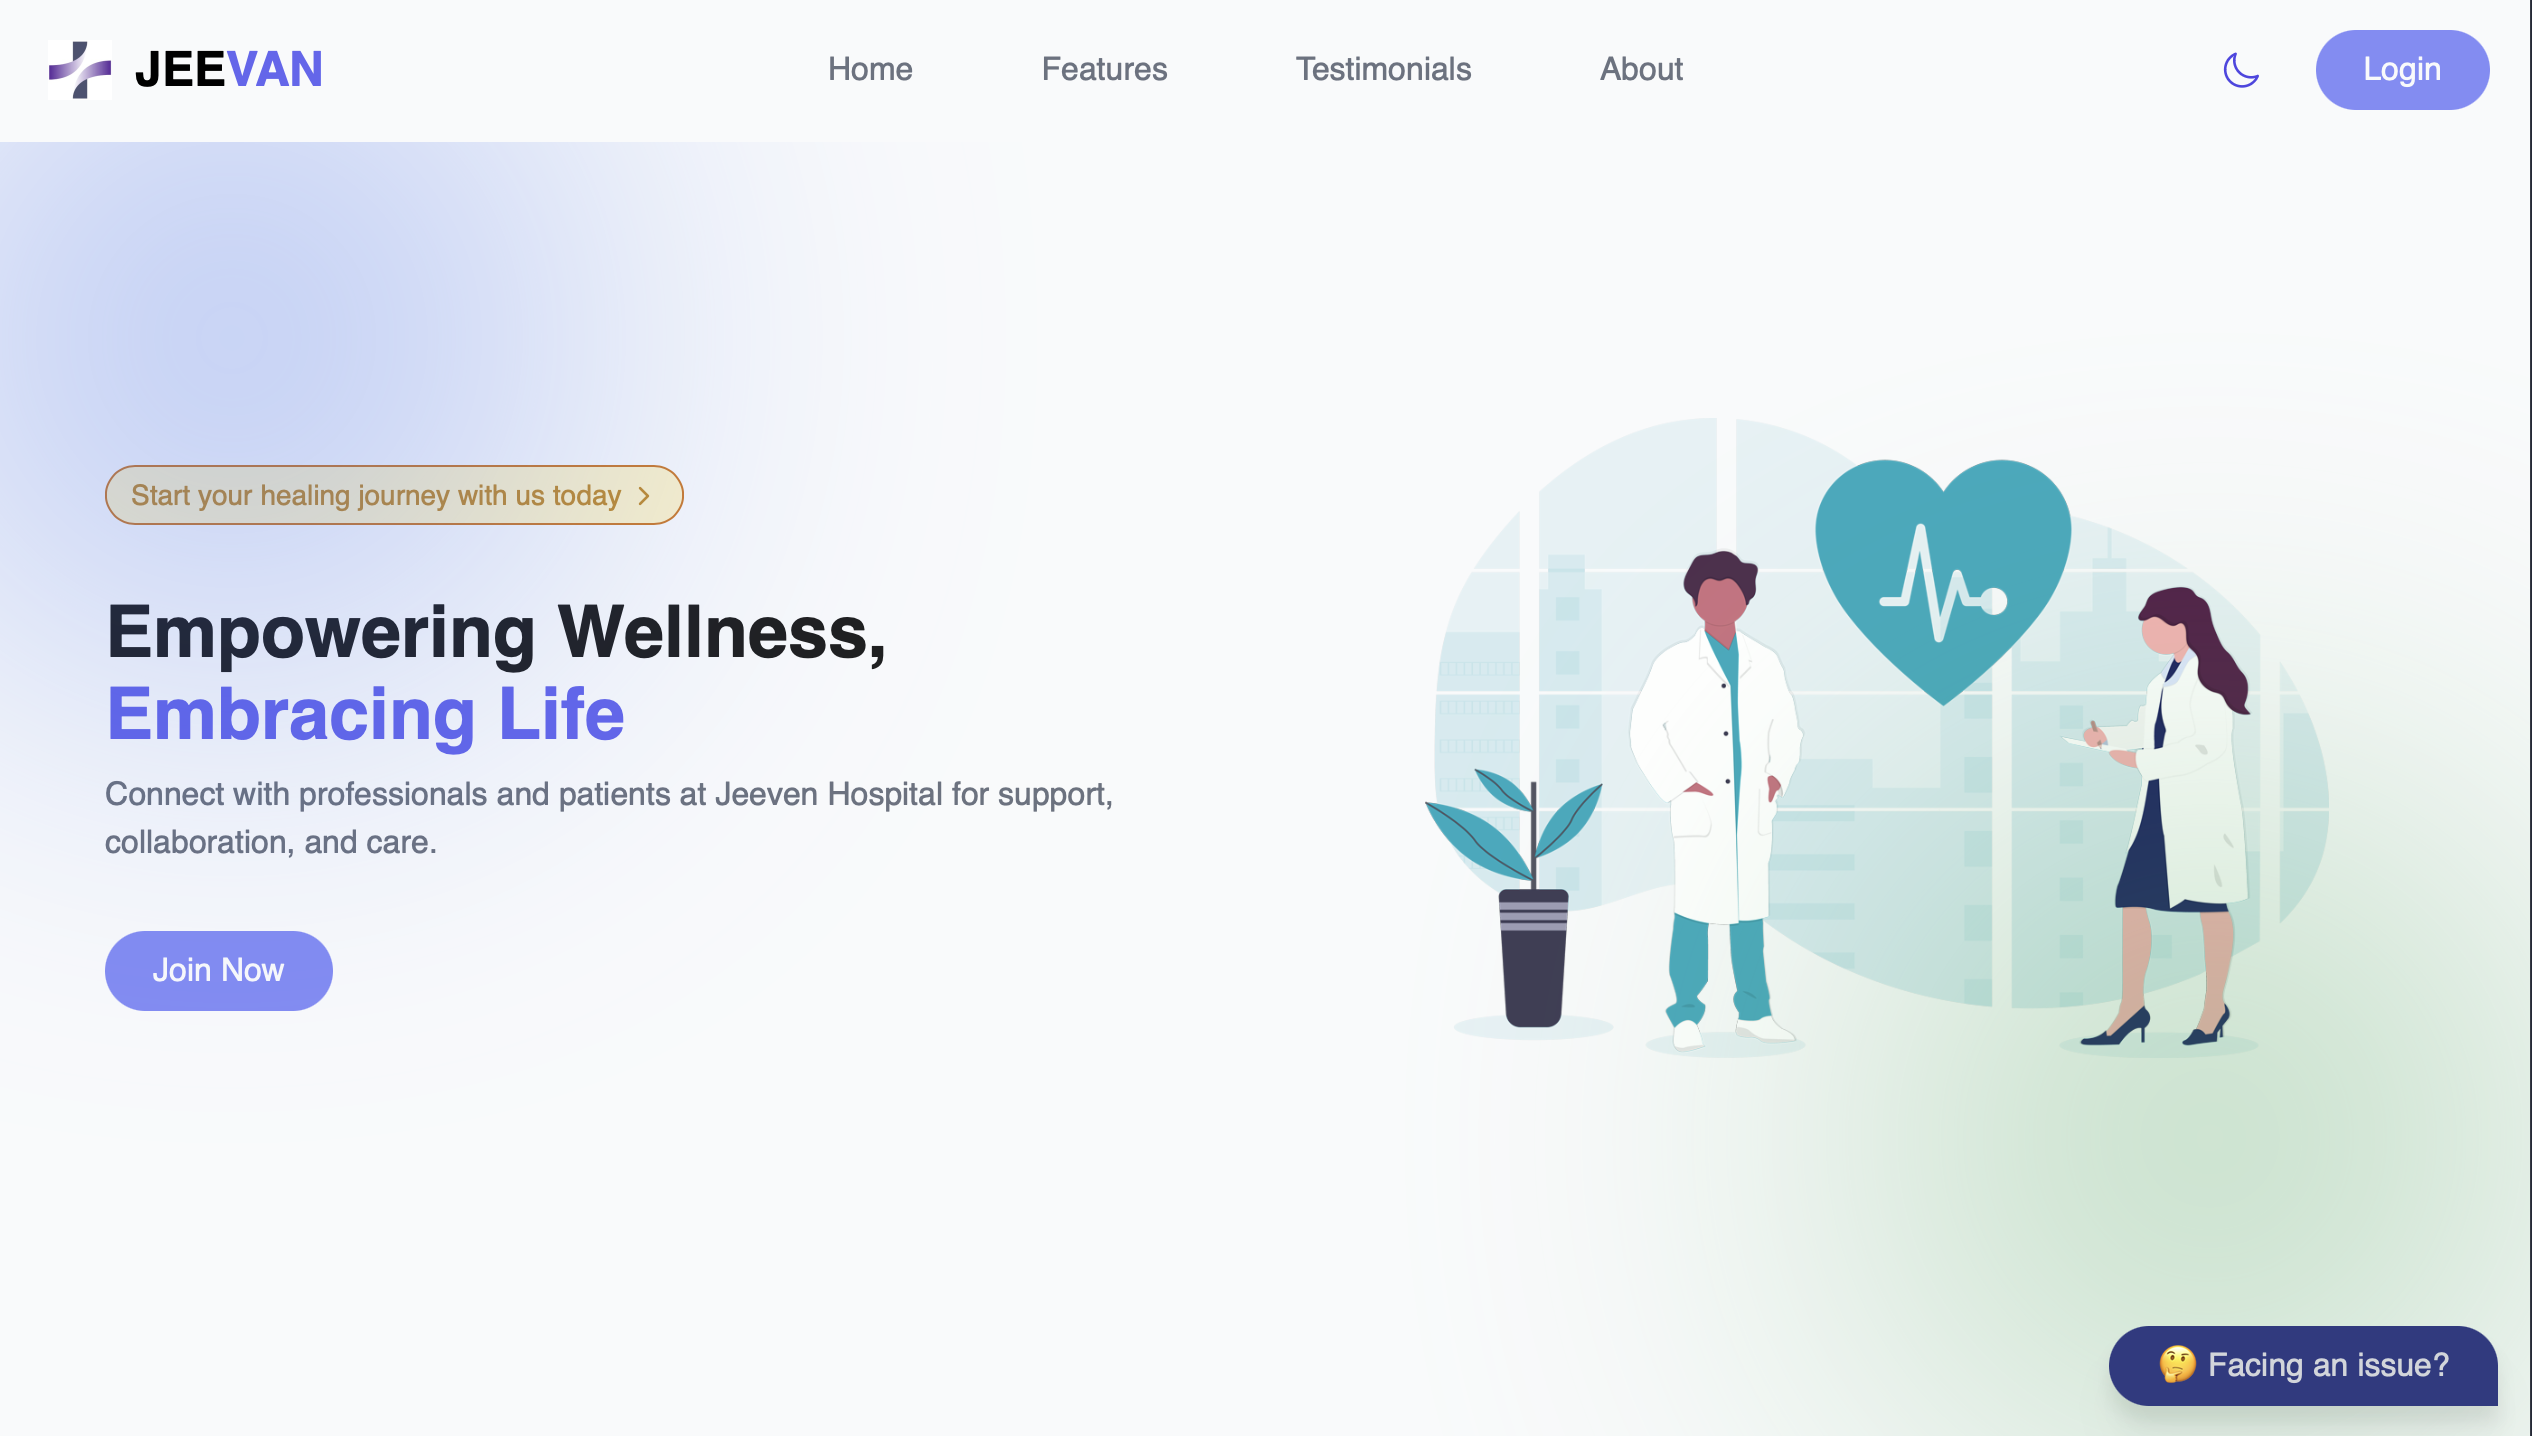 JEEVAN
Home
Features
Testimonials
About
Login
Start your healing journey with us today
Empowering Wellness,
Embracing Life
Connect with professionals and patients at Jeeven Hospital for support,
collaboration, and care.
Join Now
🤔 Facing an issue?